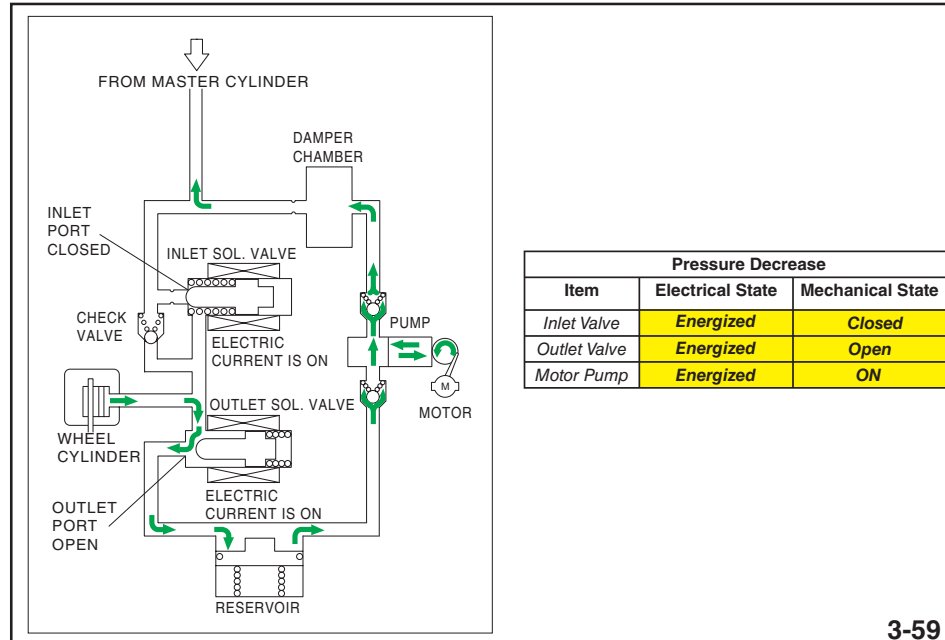 FROM MASTER CYLINDER
DAMPER
CHAMBER
INLET
PORT
CLOSED
INLET SOL. VALVE
CHECK
VALVE
PUMP
ELECTRIC
CURRENT IS ON
M
MOTOR
OUTLET SOL. VALVE
WHEEL
CYLINDER
ELECTRIC
CURRENT IS ON
OUTLET
PORT
OPEN
RESERVOIR
Pressure Decrease
Item Electrical State Mechanical State
Inlet Valve Energized Closed
Outlet Valve Energized Open
Motor Pump Energized ON
3-59